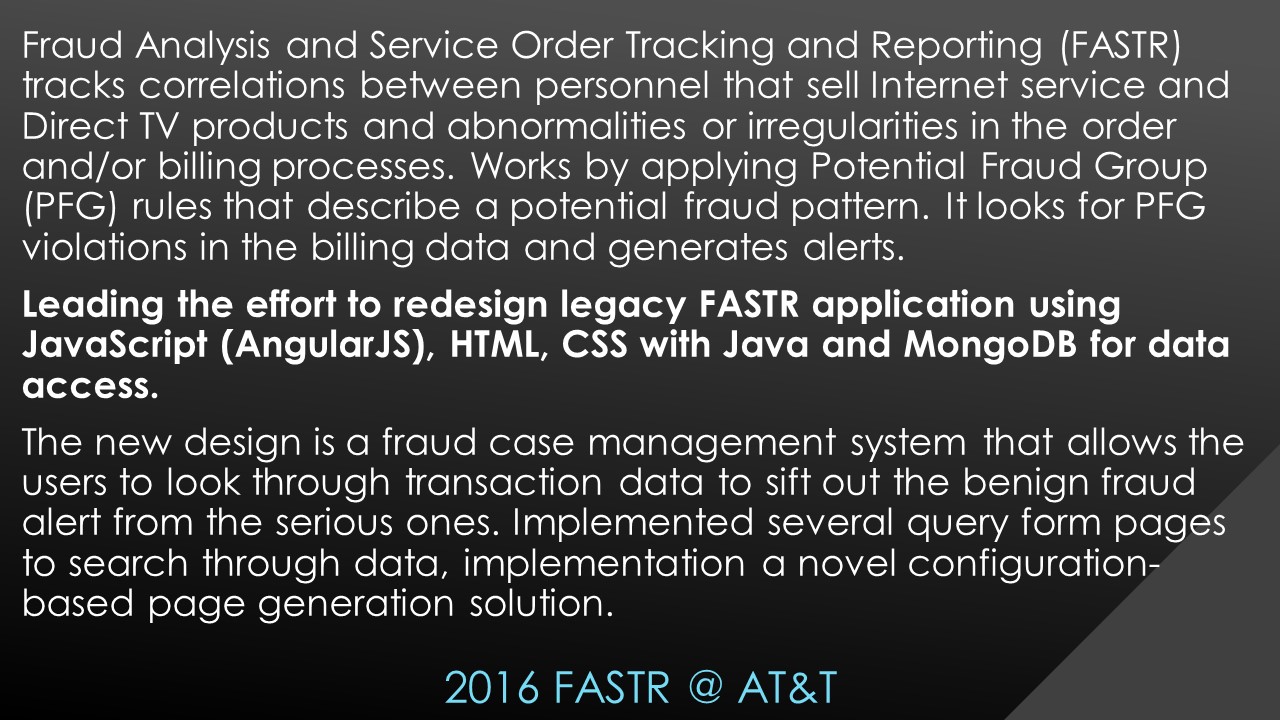 Fraud Analysis and Service Order Tracking and Reporting (FASTR)
tracks correlations between personnel that sell Internet service and
Direct TV products and abnormalities or irregularities in the order
and/or billing processes. Works by applying Potential Fraud Group
(PFG) rules that describe a potential fraud pattern. It looks for PFG
violations in the billing data and generates alerts.
Leading the effort to redesign legacy FASTR application using
JavaScript (AngularJS), HTML, CSS with Java and MongoDB for data
access.
The new design is a fraud case management system that allows the
users to look through transaction data to sift out the benign fraud
alert from the serious ones. Implemented several query form pages
to search through data, implementation a novel configuration-
based page generation solution.
2016 FASTR @ AT&T